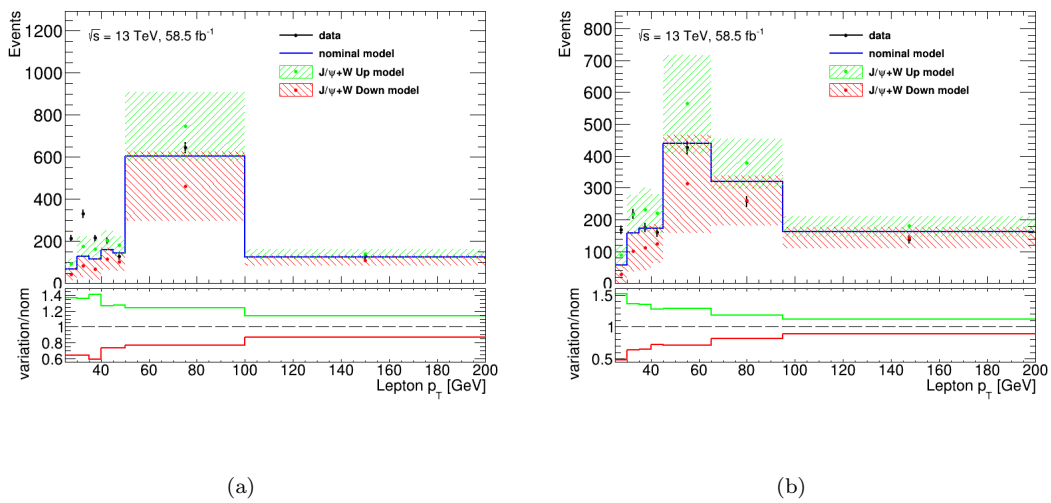 Events
1200
1000
800
600
400
200
0
√s = 13 TeV, 58.5 fb⁻¹
data
nominal model
J/ψ+W Up model
J/ψ+W Down model
variation/nom
1.4
1.2
1
0.8
0.6
40 60 80 100 120 140 160 180 200
Lepton p_T [GeV]
(a)
Events
800
700
600
500
400
300
200
100
0
√s = 13 TeV, 58.5 fb⁻¹
data
nominal model
J/ψ+W Up model
J/ψ+W Down model
variation/nom
1.5
1
0.5
40 60 80 100 120 140 160 180 200
Lepton p_T [GeV]
(b)